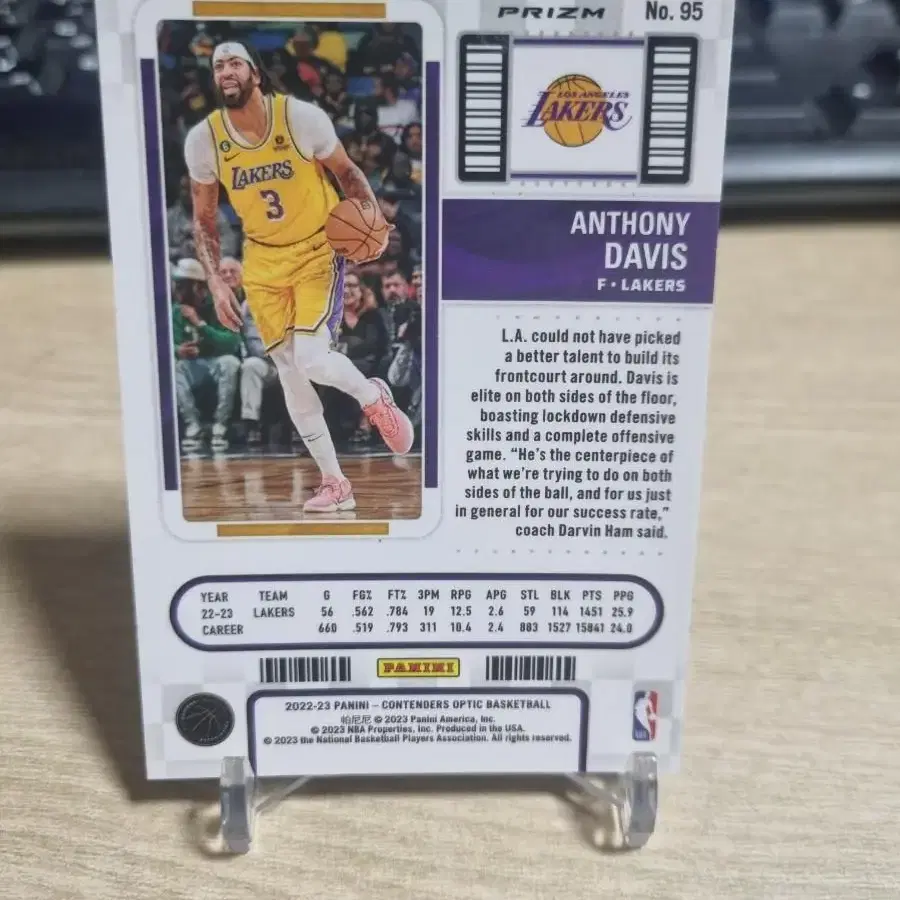 PRIZM
No. 95
LOS ANGELES
LAKERS
LAKERS
3
ANTHONY
DAVIS
F • LAKERS
L.A. could not have picked
a better talent to build its
frontcourt around. Davis is
elite on both sides of the floor,
boasting lockdown defensive
skills and a complete offensive
game. “He's the centerpiece of
what we're trying to do on both
sides of the ball, and for us just
in general for our success rate,”
coach Darvin Ham said.
YEAR TEAM G FG% FT% 3PM RPG APG STL BLK PTS PPG
22-23 LAKERS 56 .562 .784 19 12.5 2.6 59 114 1451 25.9
CAREER 660 .519 .793 311 10.4 2.4 883 1527 15841 24.0
PANINI
2022-23 PANINI – CONTENDERS OPTIC BASKETBALL
帕尼尼 © 2023 Panini America, Inc.
© 2023 NBA Properties, Inc. Produced in the USA.
© 2023 the National Basketball Players Association. All rights reserved.